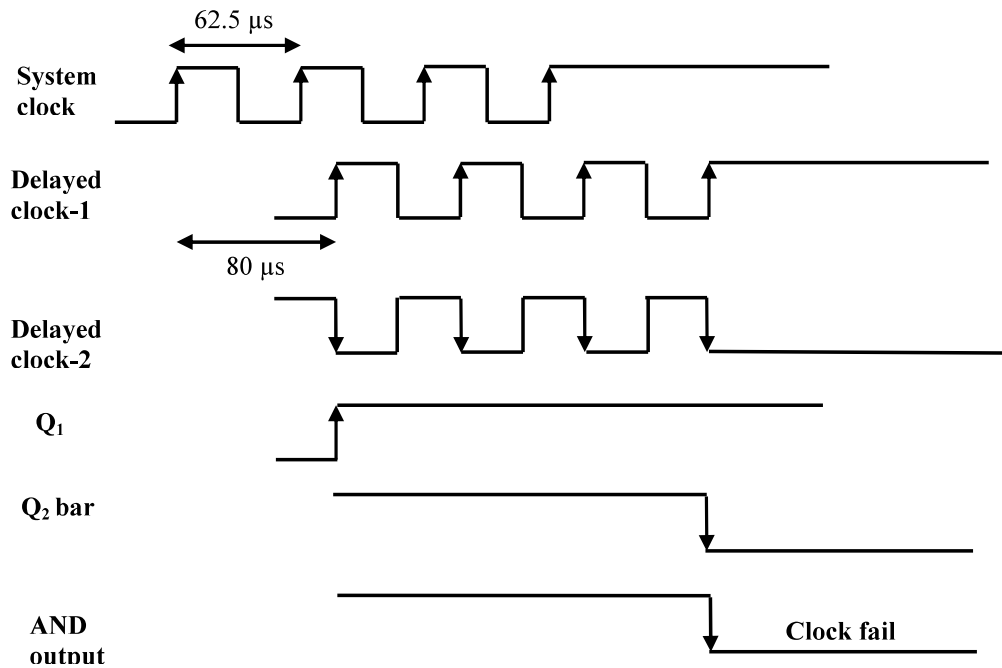 62.5 µs
System
clock
Delayed
clock-1
80 µs
Delayed
clock-2
Q₁
Q₂ bar
AND
output
Clock fail